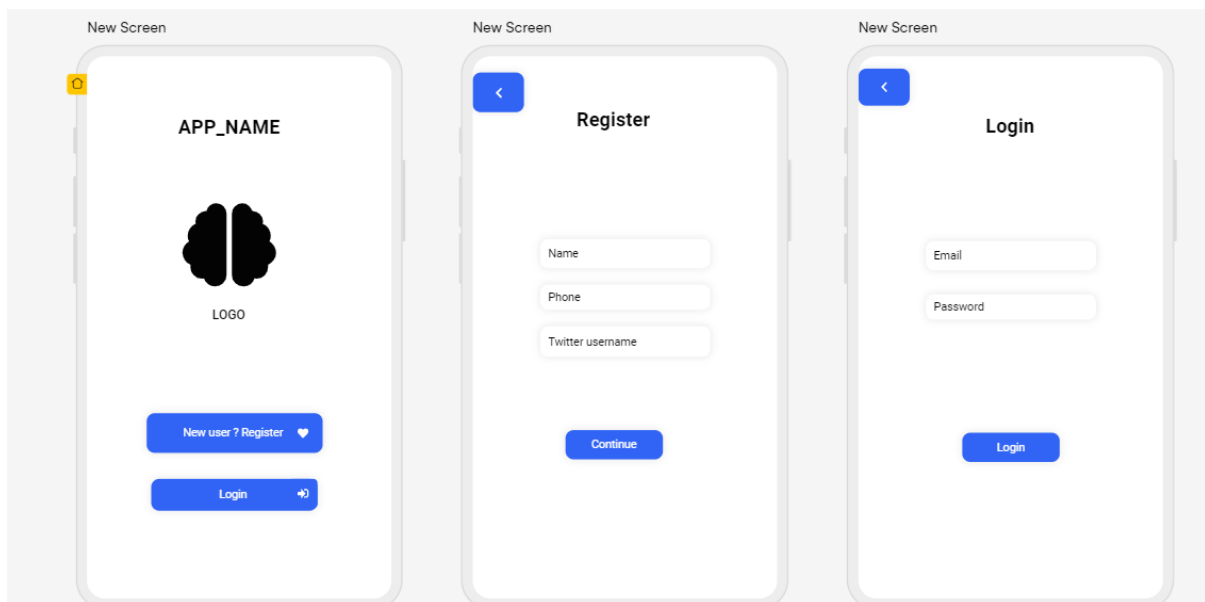 New Screen
APP_NAME
LOGO
New user ? Register
Login
New Screen
Register
Name
Phone
Twitter username
Continue
New Screen
Login
Email
Password
Login